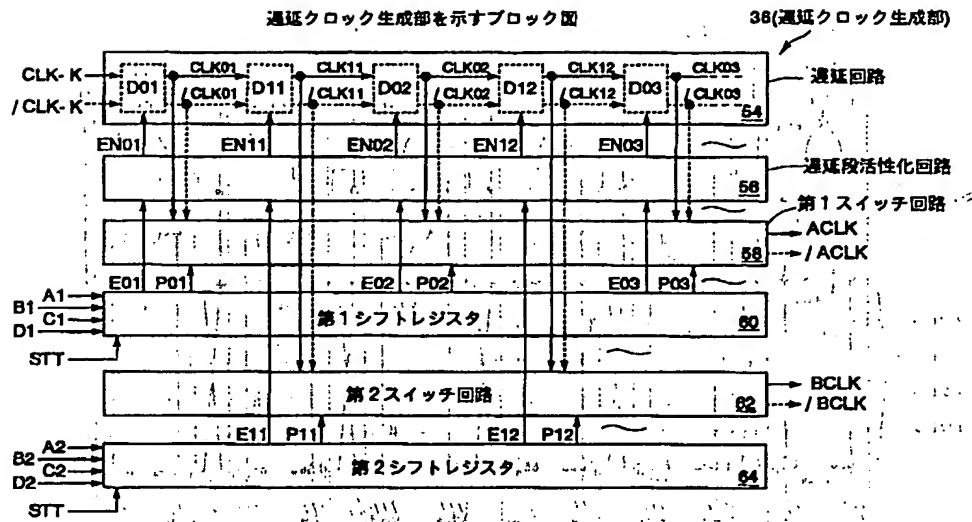 遅延クロック生成部を示すブロック図
36(遅延クロック生成部)
CLK-K
/CLK-K
D01
CLK01
/CLK01
D11
CLK11
/CLK11
D02
CLK02
/CLK02
D12
CLK12
/CLK12
D03
CLK03
/CLK03
54
遅延回路
EN01
EN11
EN02
EN12
EN03
56
遅延段活性化回路
第1スイッチ回路
58
ACLK
/ACLK
E01
P01
E02
P02
E03
P03
A1
B1
C1
D1
第1シフトレジスタ
60
STT
第2スイッチ回路
62
BCLK
/BCLK
E11
P11
E12
P12
A2
B2
C2
D2
第2シフトレジスタ
64
STT